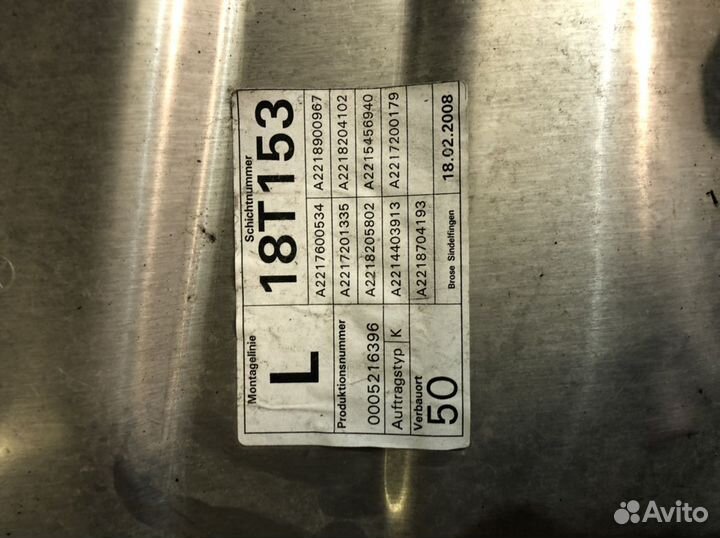 Montagelinie
L
Schichtnummer
18T153
Produktionsnummer
0005216396
Auftragstyp K
Verbauort
50
A2217600534 A2218900967
A2217201335 A2218204102
A2218205802 A2215456940
A2214403913 A2217200179
A2218704193
Brose Sindelfingen 18.02.2008
Avito